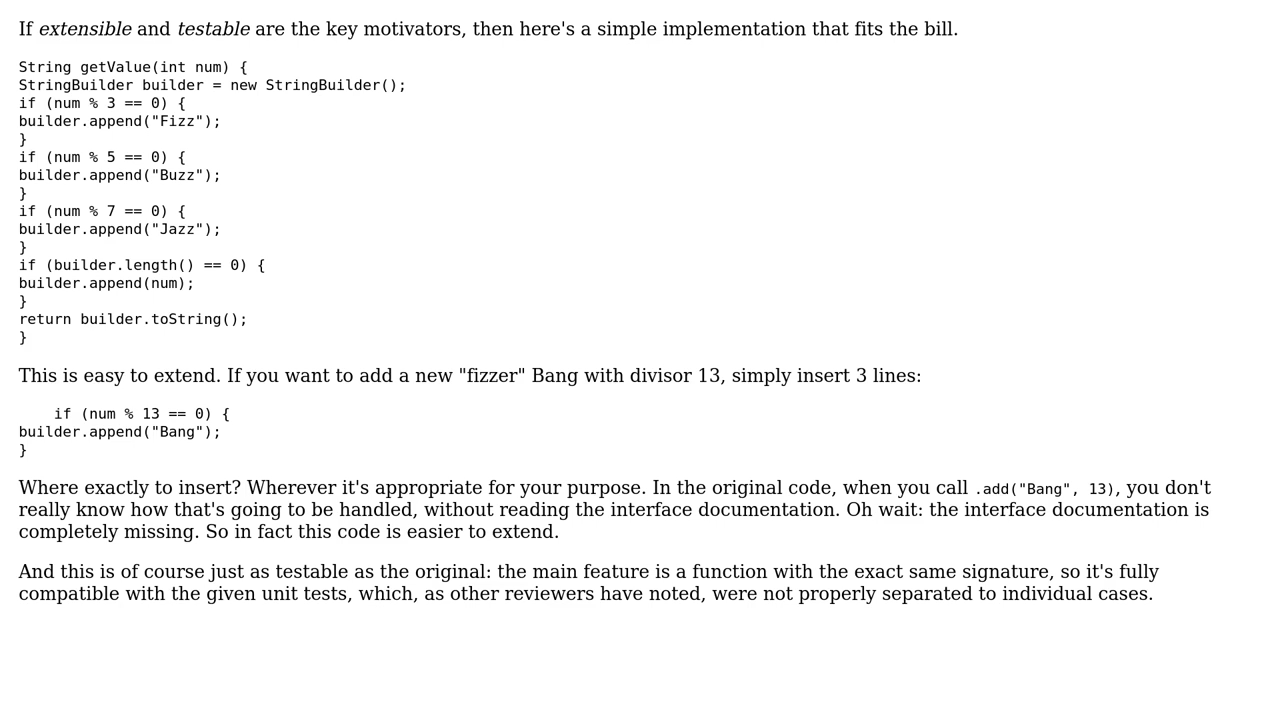 If extensible and testable are the key motivators, then here's a simple implementation that fits the bill.
String getValue(int num) {
StringBuilder builder = new StringBuilder();
if (num % 3 == 0) {
builder.append("Fizz");
}
if (num % 5 == 0) {
builder.append("Buzz");
}
if (num % 7 == 0) {
builder.append("Jazz");
}
if (builder.length() == 0) {
builder.append(num);
}
return builder.toString();
}
This is easy to extend. If you want to add a new "fizzer" Bang with divisor 13, simply insert 3 lines:
    if (num % 13 == 0) {
builder.append("Bang");
}
Where exactly to insert? Wherever it's appropriate for your purpose. In the original code, when you call .add("Bang", 13), you don't
really know how that's going to be handled, without reading the interface documentation. Oh wait: the interface documentation is
completely missing. So in fact this code is easier to extend.
And this is of course just as testable as the original: the main feature is a function with the exact same signature, so it's fully
compatible with the given unit tests, which, as other reviewers have noted, were not properly separated to individual cases.